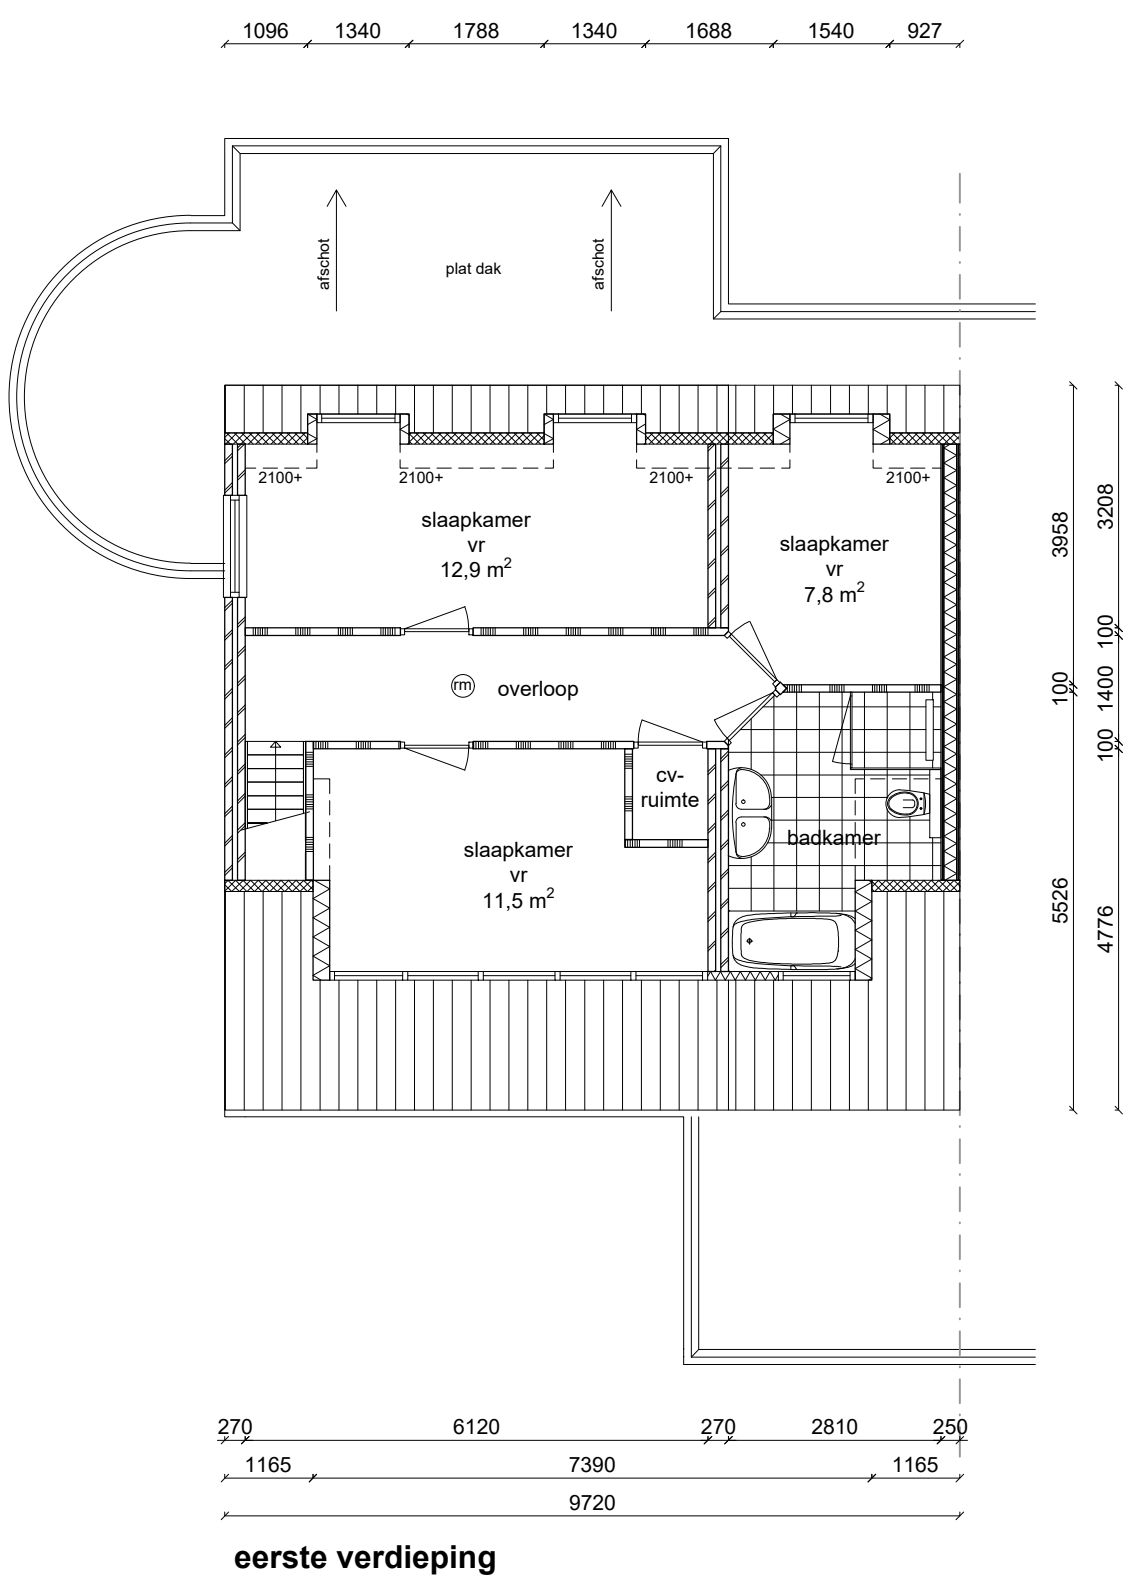 1096 1340 1788 1340 1688 1540 927
afschot
plat dak
afschot
2100+ 2100+ 2100+ 2100+
slaapkamer
vr
12,9 m²
slaapkamer
vr
7,8 m²
3958
3208
100
100
1400
100
rm
overloop
cv-
ruimte
badkamer
slaapkamer
vr
11,5 m²
5526
4776
270 6120 270 2810 250
1165 7390 1165
9720
eerste verdieping